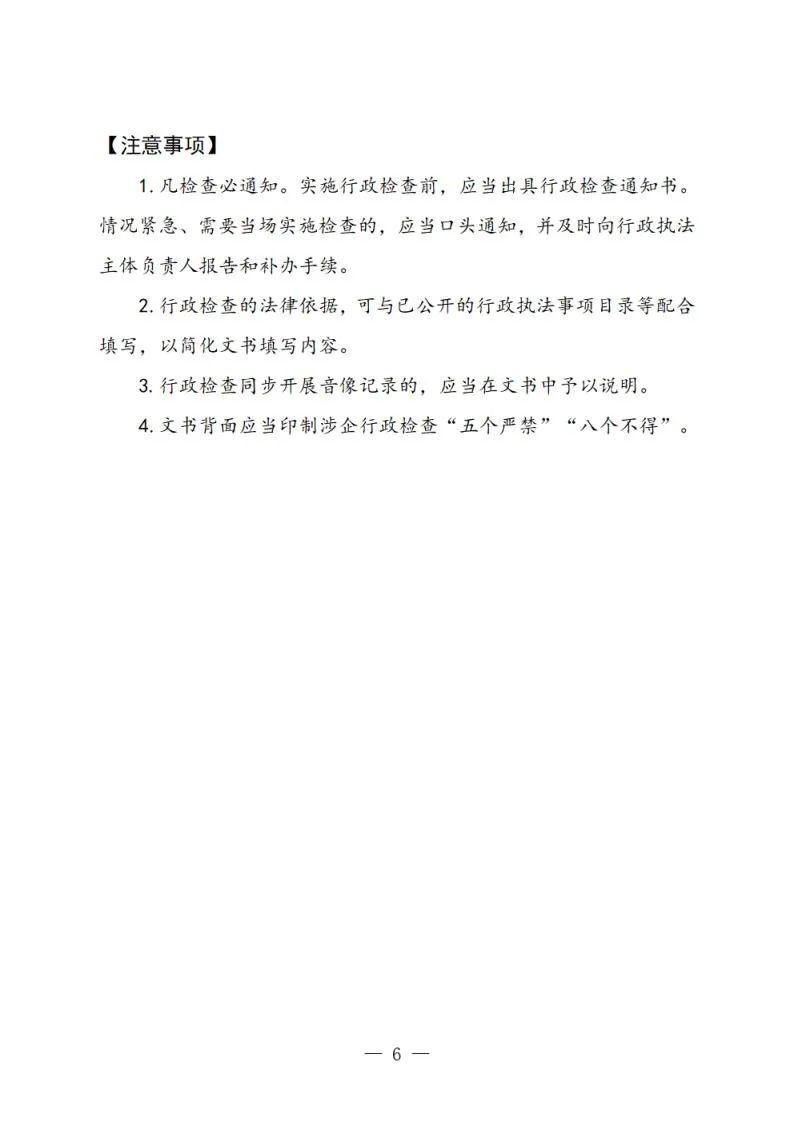 【注意事项】
1.凡检查必通知。实施行政检查前，应当出具行政检查通知书。
情况紧急、需要当场实施检查的，应当口头通知，并及时向行政执法
主体负责人报告和补办手续。
2.行政检查的法律依据，可与已公开的行政执法事项目录等配合
填写，以简化文书填写内容。
3.行政检查同步开展音像记录的，应当在文书中予以说明。
4.文书背面应当印制涉企行政检查“五个严禁”“八个不得”。
— 6 —